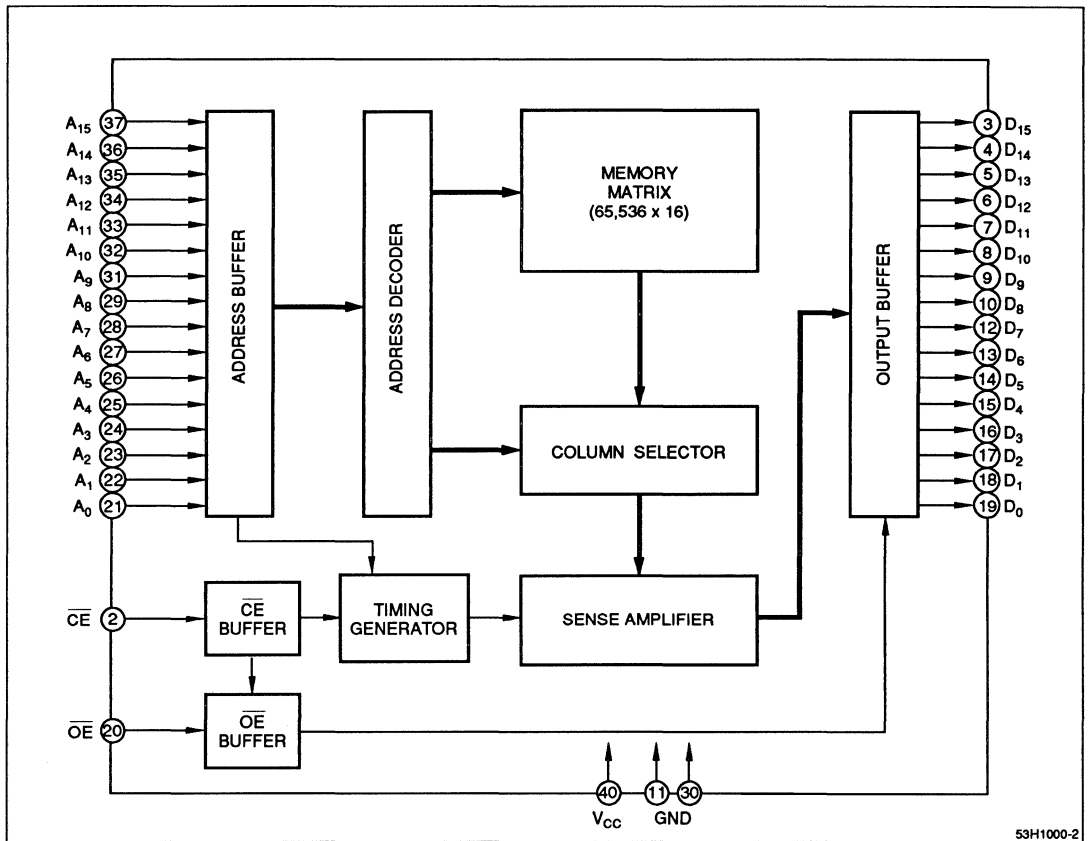 A15 37
A14 36
A13 35
A12 34
A11 33
A10 32
A9 31
A8 29
A7 28
A6 27
A5 26
A4 25
A3 24
A2 23
A1 22
A0 21
ADDRESS BUFFER
ADDRESS DECODER
MEMORY
MATRIX
(65,536 x 16)
COLUMN SELECTOR
OUTPUT BUFFER
3 D15
4 D14
5 D13
6 D12
7 D11
8 D10
9 D9
10 D8
12 D7
13 D6
14 D5
15 D4
16 D3
17 D2
18 D1
19 D0
C̅E̅ 2
C̅E̅
BUFFER
TIMING
GENERATOR
SENSE AMPLIFIER
O̅E̅ 20
O̅E̅
BUFFER
40 11 30
VCC GND
53H1000-2